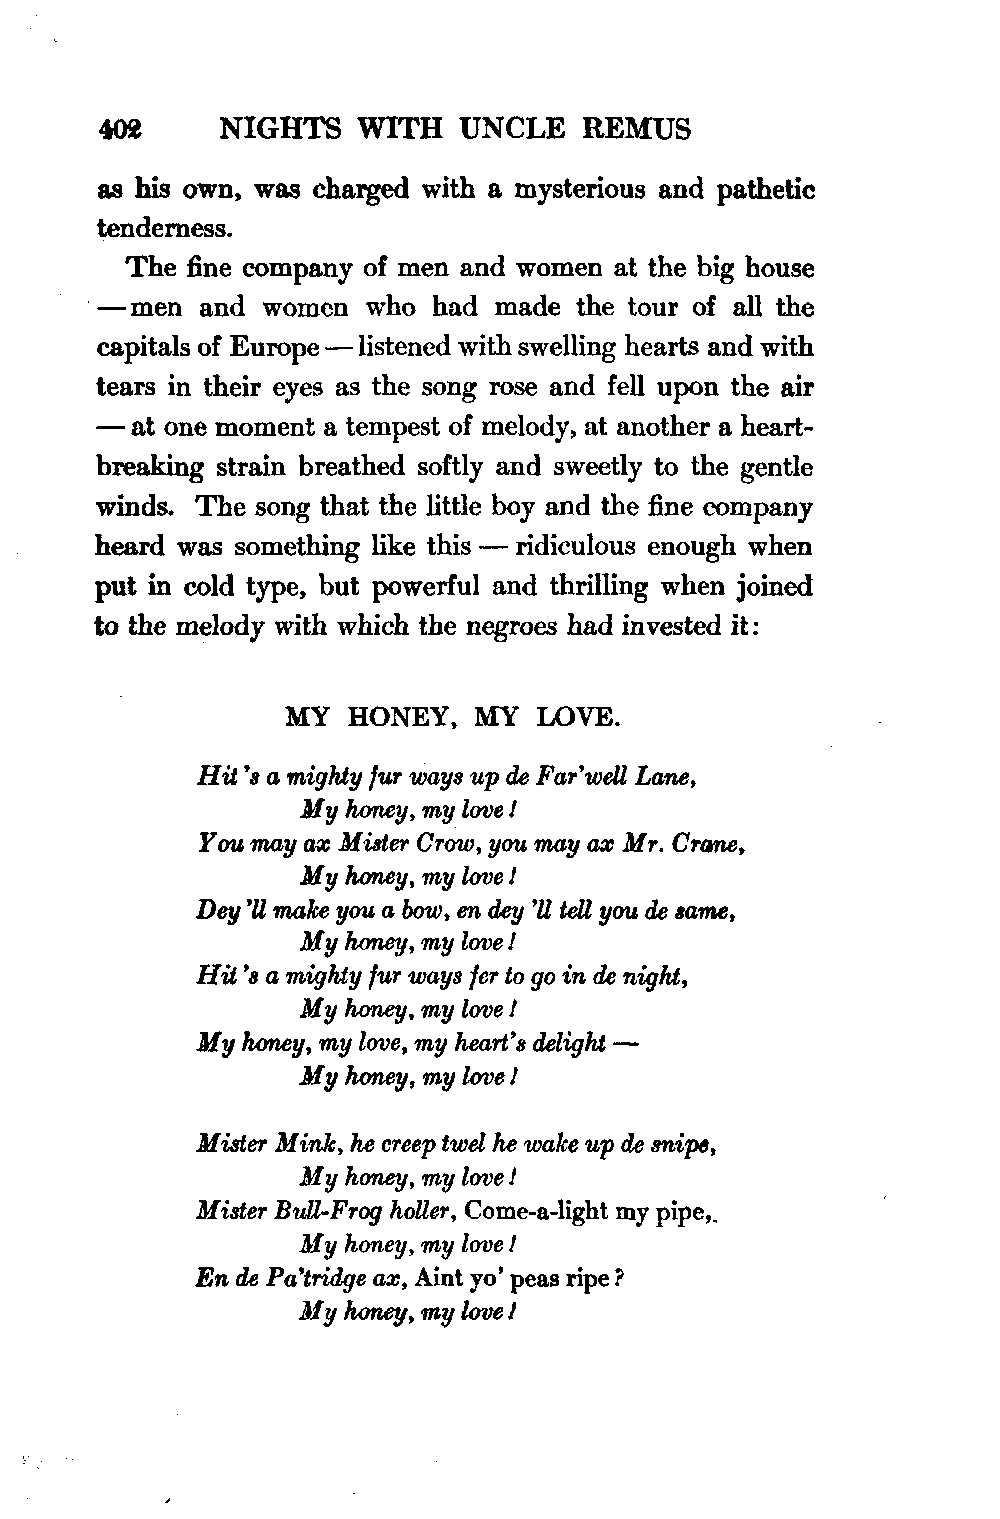 402 NIGHTS WITH UNCLE REMUS
as his own, was charged with a mysterious and pathetic
tenderness.
The fine company of men and women at the big house
— men and women who had made the tour of all the
capitals of Europe — listened with swelling hearts and with
tears in their eyes as the song rose and fell upon the air
— at one moment a tempest of melody, at another a heart-
breaking strain breathed softly and sweetly to the gentle
winds. The song that the little boy and the fine company
heard was something like this — ridiculous enough when
put in cold type, but powerful and thrilling when joined
to the melody with which the negroes had invested it:
MY HONEY, MY LOVE.
Hit 's a mighty fur ways up de Far'well Lane,
My honey, my love!
You may ax Mister Crow, you may ax Mr. Crane,
My honey, my love!
Dey 'll make you a bow, en dey 'll tell you de same,
My honey, my love!
Hit 's a mighty fur ways fer to go in de night,
My honey, my love!
My honey, my love, my heart's delight —
My honey, my love!
Mister Mink, he creep twel he wake up de snipe,
My honey, my love!
Mister Bull-Frog holler, Come-a-light my pipe,
My honey, my love!
En de Pa'tridge ax, Aint yo' peas ripe?
My honey, my love!